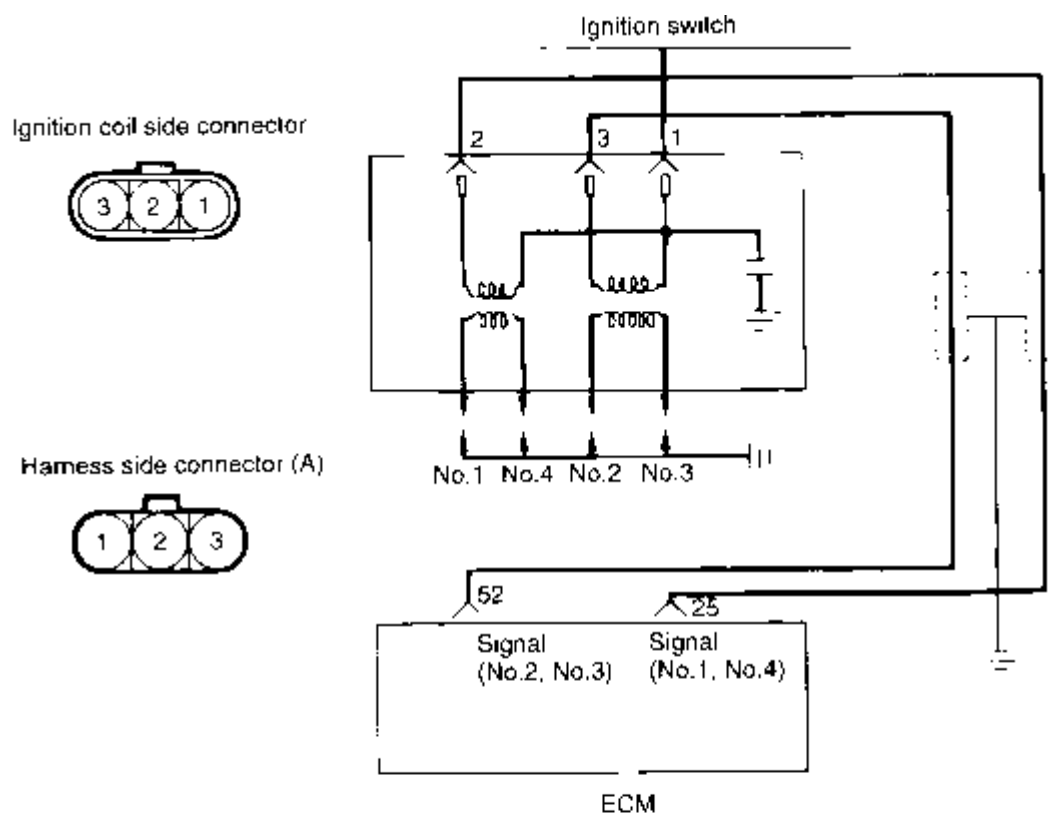 Ignition switch
Ignition coil side connector
2 3 1
3 2 1
Harness side connector (A)
No.1 No.4 No.2 No.3
1 2 3
52 25
Signal Signal
(No.2, No.3) (No.1, No.4)
ECM